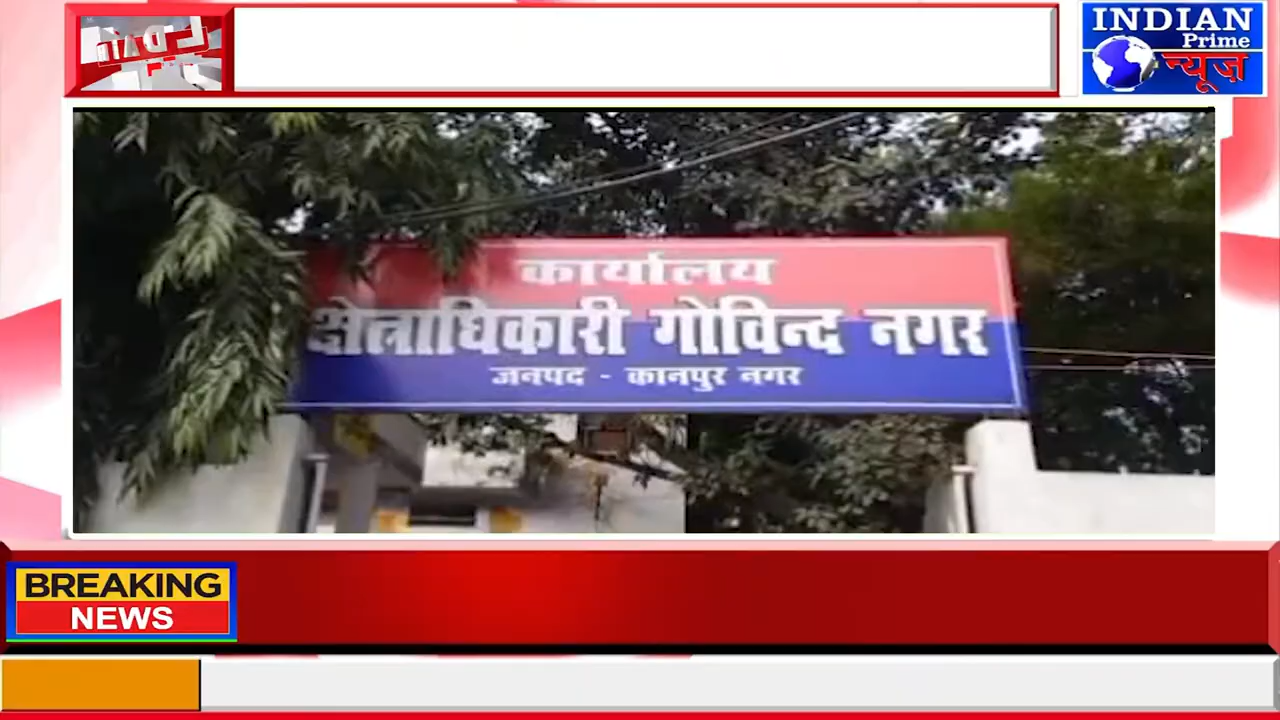 INDIAN
Prime
न्यूज़
कार्यालय
क्षेत्राधिकारी गोविन्द नगर
जनपद - कानपुर नगर
BREAKING
NEWS